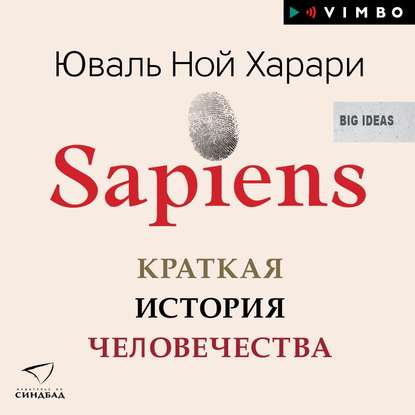 VIMBO
Юваль Ной Харари
BIG IDEAS
Sapiens
КРАТКАЯ
ИСТОРИЯ
ЧЕЛОВЕЧЕСТВА
СИНДБАД